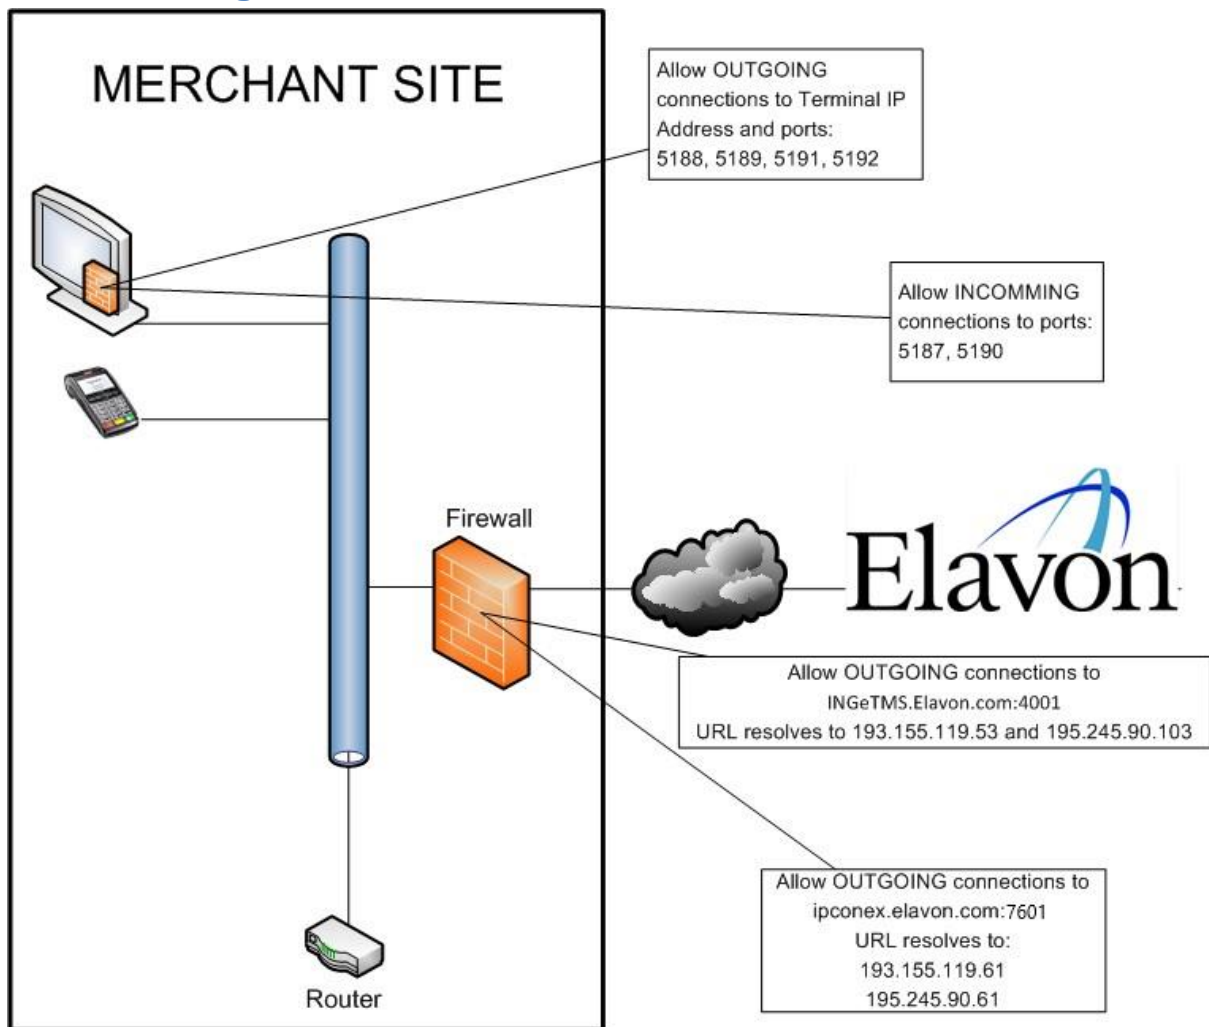 MERCHANT SITE
Allow OUTGOING
connections to Terminal IP
Address and ports:
5188, 5189, 5191, 5192
Allow INCOMMING
connections to ports:
5187, 5190
Firewall
Elavon
Allow OUTGOING connections to
INGeTMS.Elavon.com:4001
URL resolves to 193.155.119.53 and 195.245.90.103
Allow OUTGOING connections to
ipconex.elavon.com:7601
URL resolves to:
193.155.119.61
195.245.90.61
Router